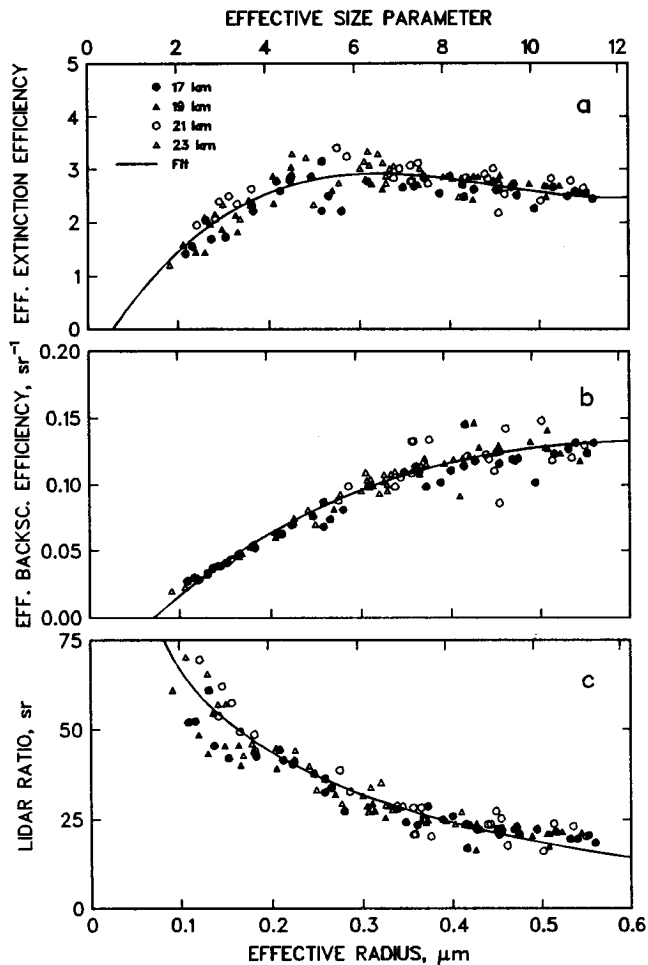 EFFECTIVE SIZE PARAMETER
0 2 4 6 8 10 12
5
4
3
2
1
0
EFF. EXTINCTION EFFICIENCY
17 km
19 km
21 km
23 km
Fit
a
0.20
0.15
0.10
0.05
0.00
EFF. BACKSC. EFFICIENCY, sr⁻¹
b
75
50
25
0
LIDAR RATIO, sr
c
0 0.1 0.2 0.3 0.4 0.5 0.6
EFFECTIVE RADIUS, μm